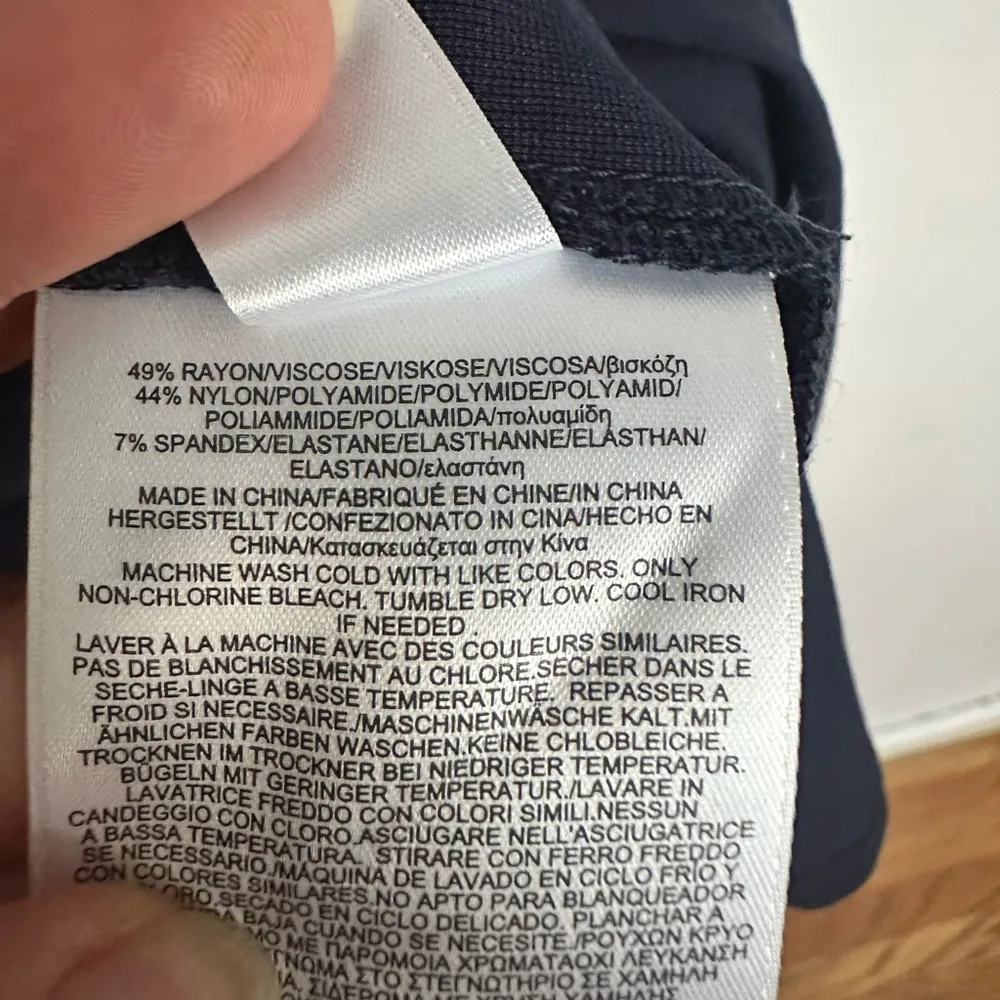 49% RAYON/VISCOSE/VISKOSE/VISCOSA/βισκόζη
44% NYLON/POLYAMIDE/POLYMIDE/POLYAMID/
POLIAMMIDE/POLIAMIDA/πολυαμίδη
7% SPANDEX/ELASTANE/ELASTHANNE/ELASTHAN/
ELASTANO/ελαστάνη
MADE IN CHINA/FABRIQUÉ EN CHINE/IN CHINA
HERGESTELLT /CONFEZIONATO IN CINA/HECHO EN
CHINA/Κατασκευάζεται στην Κίνα
MACHINE WASH COLD WITH LIKE COLORS. ONLY
NON-CHLORINE BLEACH. TUMBLE DRY LOW. COOL IRON
IF NEEDED
LAVER À LA MACHINE AVEC DES COULEURS SIMILAIRES.
PAS DE BLANCHISSEMENT AU CHLORE.SÉCHER DANS LE
SECHE-LINGE A BASSE TEMPERATURE. REPASSER A
FROID SI NECESSAIRE./MASCHINENWÄSCHE KALT.MIT
ÄHNLICHEN FARBEN WASCHEN.KEINE CHLOBLEICHE.
TROCKNEN IM TROCKNER BEI NIEDRIGER TEMPERATUR.
BÜGELN MIT GERINGER TEMPERATUR./LAVARE IN
LAVATRICE FREDDO CON COLORI SIMILI.NESSUN
CANDEGGIO CON CLORO.ASCIUGARE NELL'ASCIUGATRICE
A BASSA TEMPERATURA. STIRARE CON FERRO FREDDO
SE NECESSARIO./MÁQUINA DE LAVADO EN CICLO FRÍO Y
CON COLORES SIMILARES.NO APTO PARA BLANQUEADOR
SECADO EN CICLO DELICADO. PLANCHAR A
BAJA CUANDO SE NECESITE./ΡΟΥΧΩΝ ΚΡΥΟ
ΜΕ ΠΑΡΟΜΟΙΑ ΧΡΩΜΑΤΑΟΧΙ ΛΕΥΚΑΝΣΗ
ΣΤΟ ΣΤΕΓΝΩΤΗΡΙΟ ΣΕ ΧΑΜΗΛΗ
ΣΙΔΕΡΩΜΑ ΜΕ ΧΑΜΗΛΗΣ